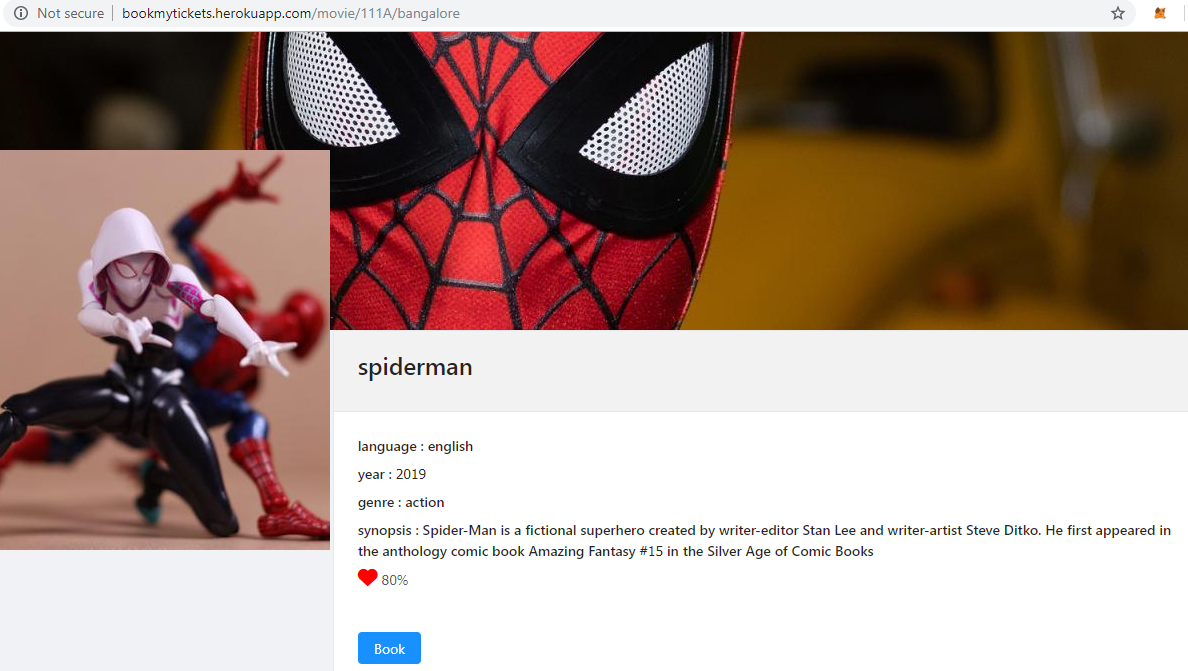 Not secure | bookmytickets.herokuapp.com/movie/111A/bangalore
spiderman
language : english
year : 2019
genre : action
synopsis : Spider-Man is a fictional superhero created by writer-editor Stan Lee and writer-artist Steve Ditko. He first appeared in
the anthology comic book Amazing Fantasy #15 in the Silver Age of Comic Books
80%
Book